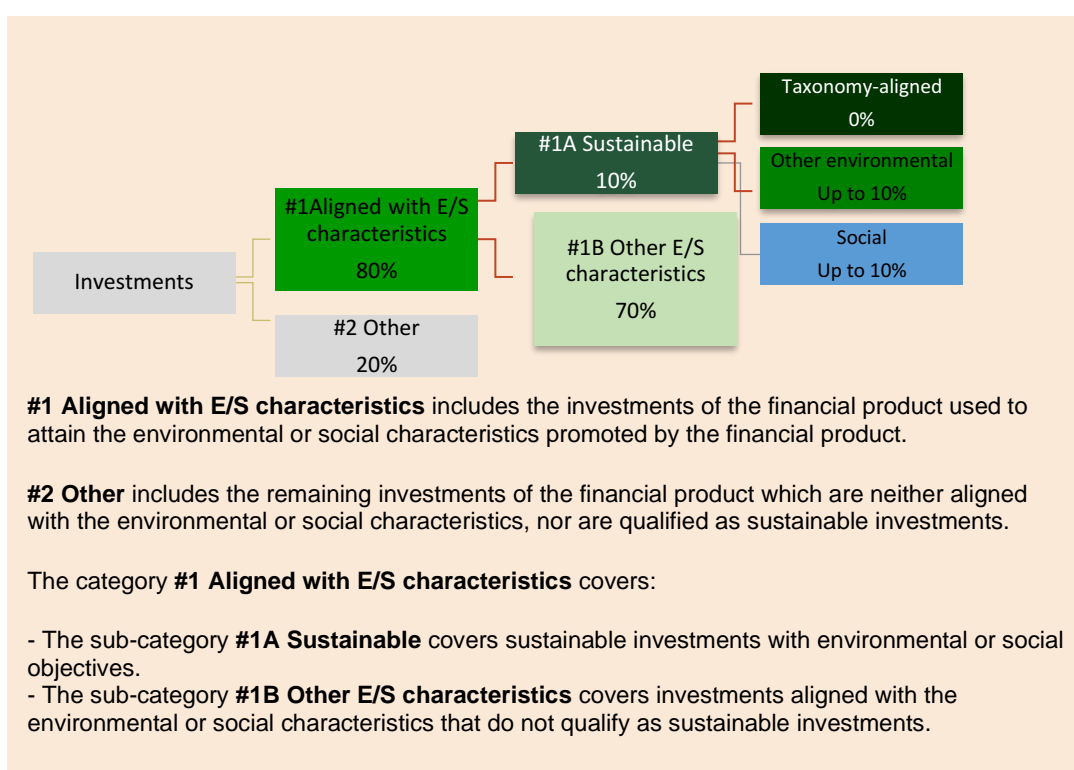 Investments
#1Aligned with E/S
characteristics
80%
#2 Other
20%
#1A Sustainable
10%
#1B Other E/S
characteristics
70%
Taxonomy-aligned
0%
Other environmental
Up to 10%
Social
Up to 10%
#1 Aligned with E/S characteristics includes the investments of the financial product used to
attain the environmental or social characteristics promoted by the financial product.
#2 Other includes the remaining investments of the financial product which are neither aligned
with the environmental or social characteristics, nor are qualified as sustainable investments.
The category #1 Aligned with E/S characteristics covers:
- The sub-category #1A Sustainable covers sustainable investments with environmental or social
objectives.
- The sub-category #1B Other E/S characteristics covers investments aligned with the
environmental or social characteristics that do not qualify as sustainable investments.